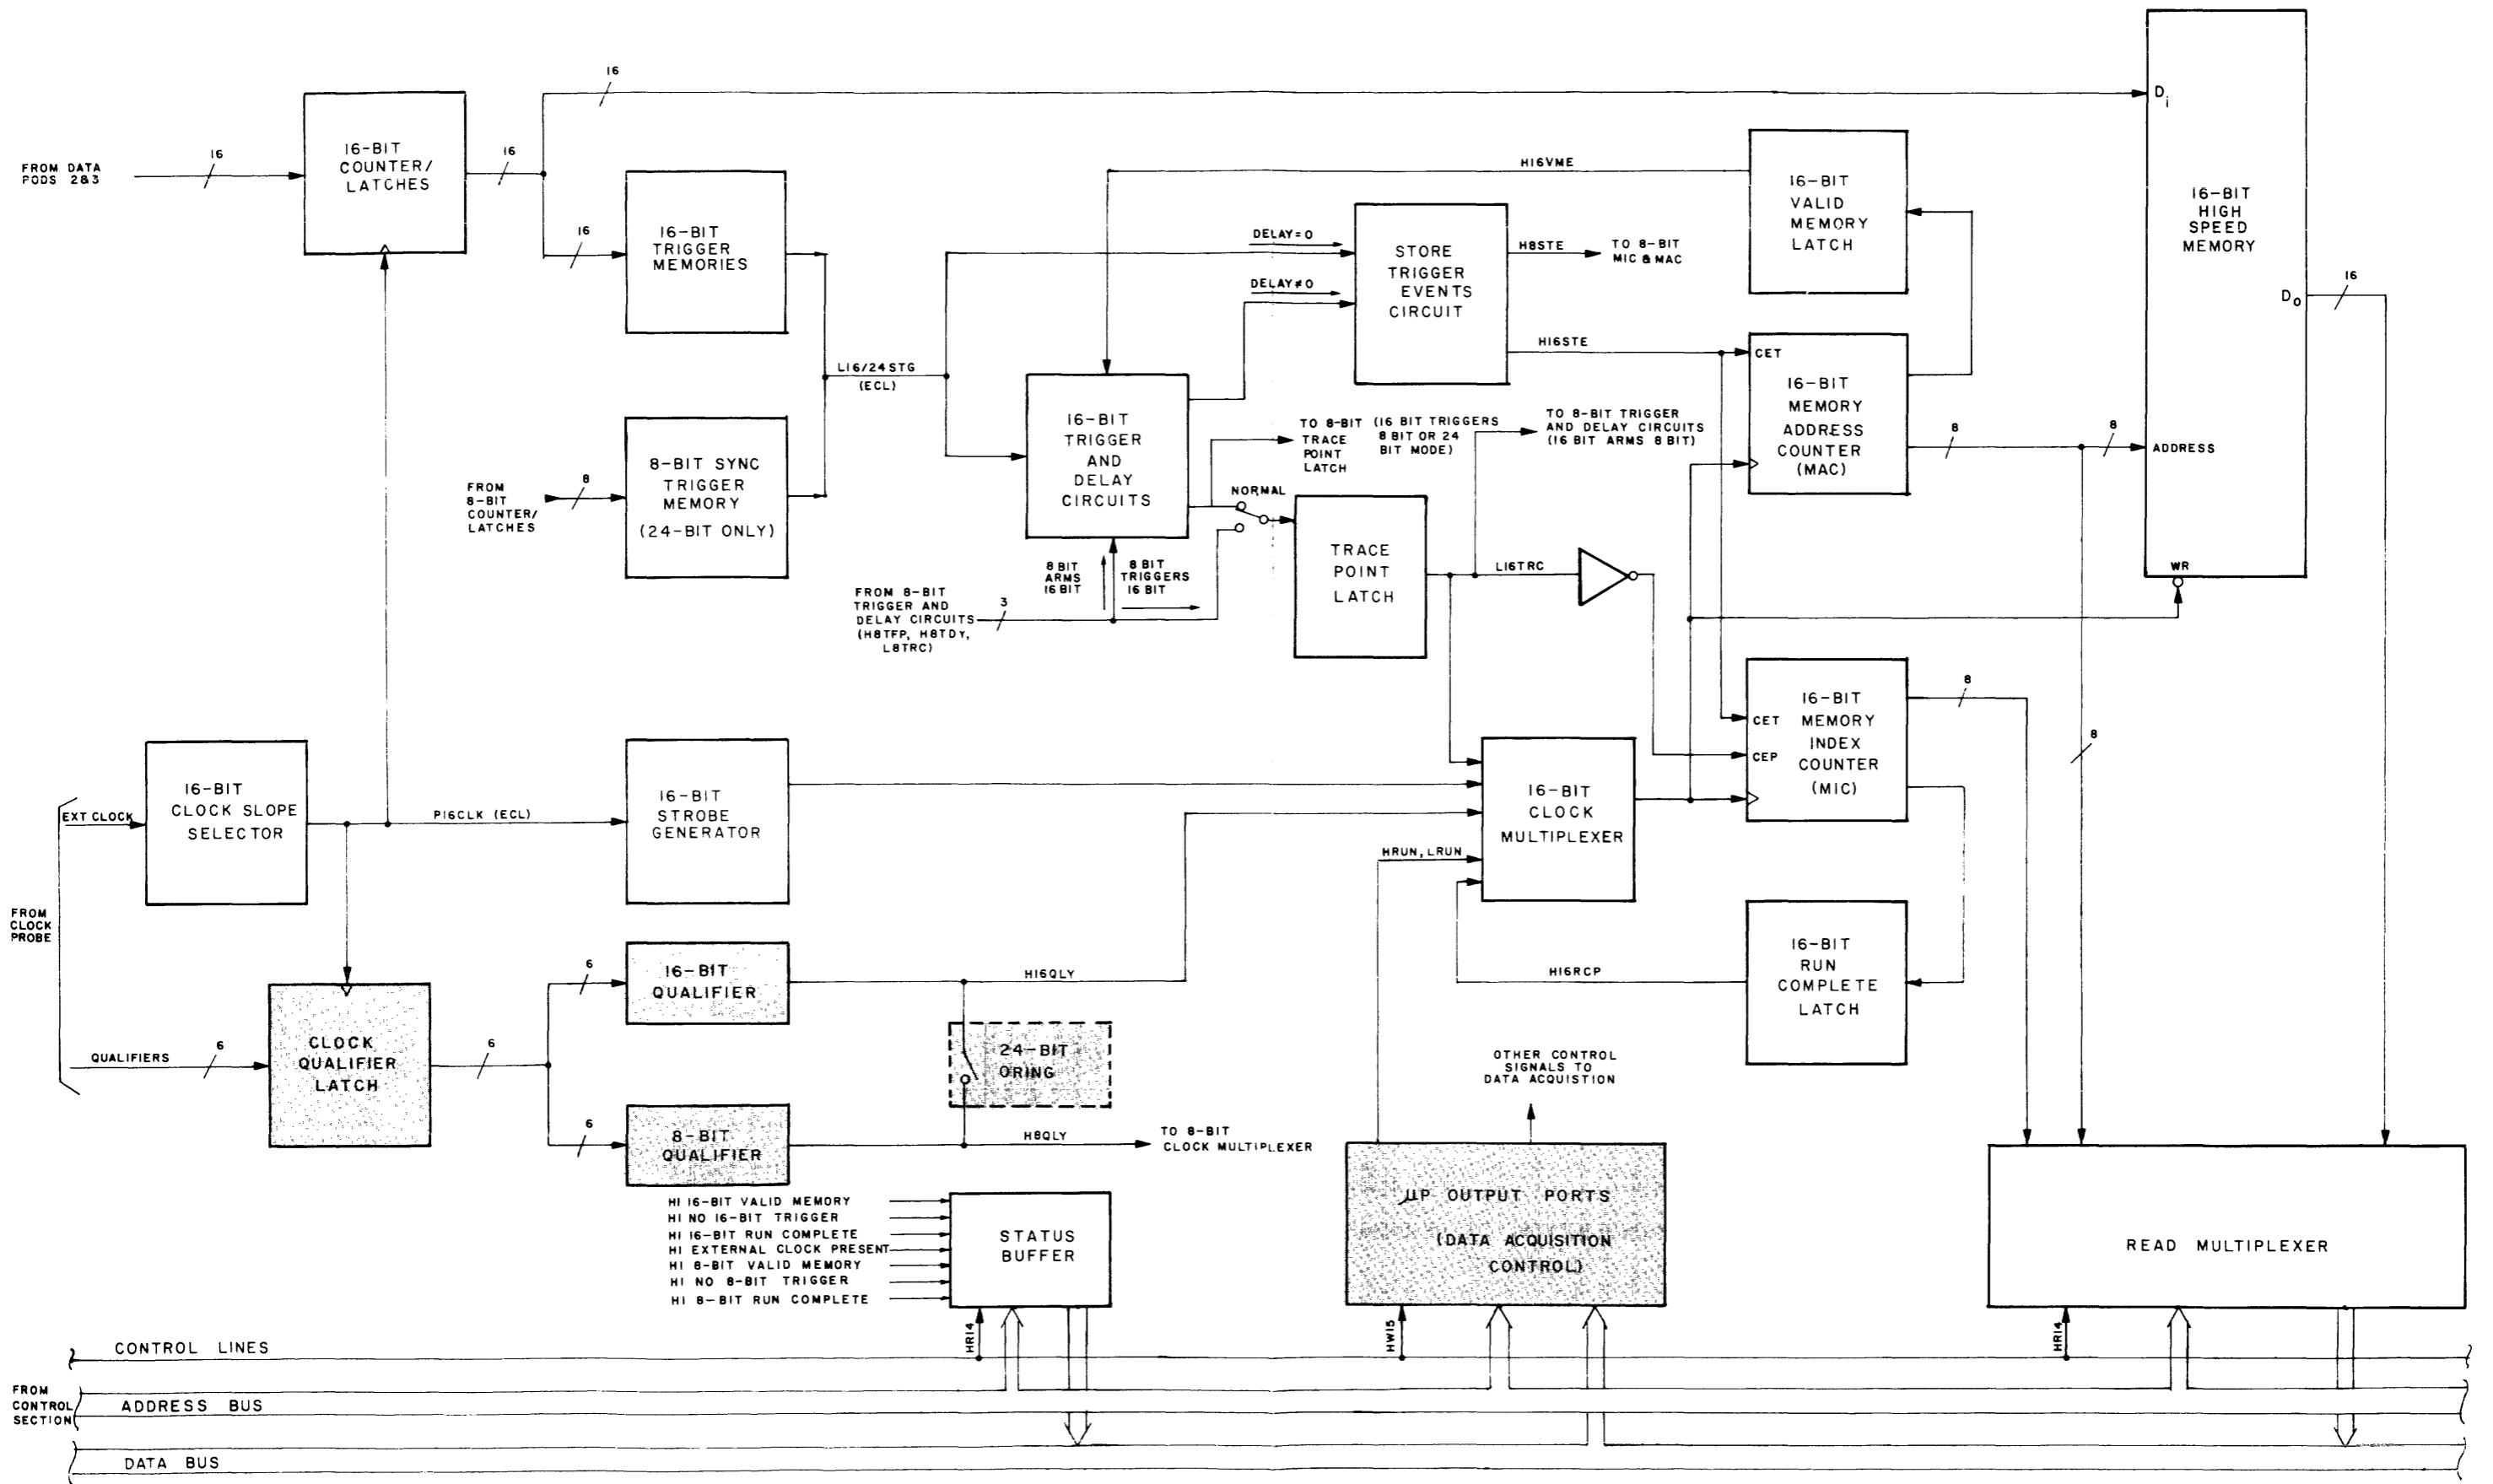 FROM DATA
PODS 2&3
16
16-BIT
COUNTER/
LATCHES
16
16
16
16-BIT
TRIGGER
MEMORIES
FROM
8-BIT
COUNTER/
LATCHES
8
8-BIT SYNC
TRIGGER
MEMORY
(24-BIT ONLY)
L16/24STG
(ECL)
16-BIT
TRIGGER
AND
DELAY
CIRCUITS
DELAY=0
DELAY≠0
STORE
TRIGGER
EVENTS
CIRCUIT
H8STE
TO 8-BIT
MIC & MAC
H16STE
H16VME
16-BIT
VALID
MEMORY
LATCH
CET
16-BIT
MEMORY
ADDRESS
COUNTER
(MAC)
8
8
Di
16-BIT
HIGH
SPEED
MEMORY
Do
16
ADDRESS
WR
TO 8-BIT (16 BIT TRIGGERS
TRACE 8 BIT OR 24
POINT BIT MODE)
LATCH
TO 8-BIT TRIGGER
AND DELAY CIRCUITS
(16 BIT ARMS 8 BIT)
NORMAL
TRACE
POINT
LATCH
L16TRC
8 BIT
ARMS
16 BIT
8 BIT
TRIGGERS
16 BIT
FROM 8-BIT
TRIGGER AND
DELAY CIRCUITS
(H8TFP, H8TDY,
L8TRC)
3
FROM
CLOCK
PROBE
EXT CLOCK
16-BIT
CLOCK SLOPE
SELECTOR
P16CLK (ECL)
16-BIT
STROBE
GENERATOR
HRUN, LRUN
16-BIT
CLOCK
MULTIPLEXER
CET
CEP
16-BIT
MEMORY
INDEX
COUNTER
(MIC)
8
8
H16RCP
16-BIT
RUN
COMPLETE
LATCH
QUALIFIERS
6
CLOCK
QUALIFIER
LATCH
6
6
16-BIT
QUALIFIER
H16QLY
24-BIT
ORING
6
8-BIT
QUALIFIER
H8QLY
TO 8-BIT
CLOCK MULTIPLEXER
OTHER CONTROL
SIGNALS TO
DATA ACQUISTION
HI 16-BIT VALID MEMORY
HI NO 16-BIT TRIGGER
HI 16-BIT RUN COMPLETE
HI EXTERNAL CLOCK PRESENT
HI 8-BIT VALID MEMORY
HI NO 8-BIT TRIGGER
HI 8-BIT RUN COMPLETE
STATUS
BUFFER
μP OUTPUT PORTS
(DATA ACQUISITION
CONTROL)
READ MULTIPLEXER
HR14
HW15
HR14
CONTROL LINES
FROM
CONTROL
SECTION
ADDRESS BUS
DATA BUS